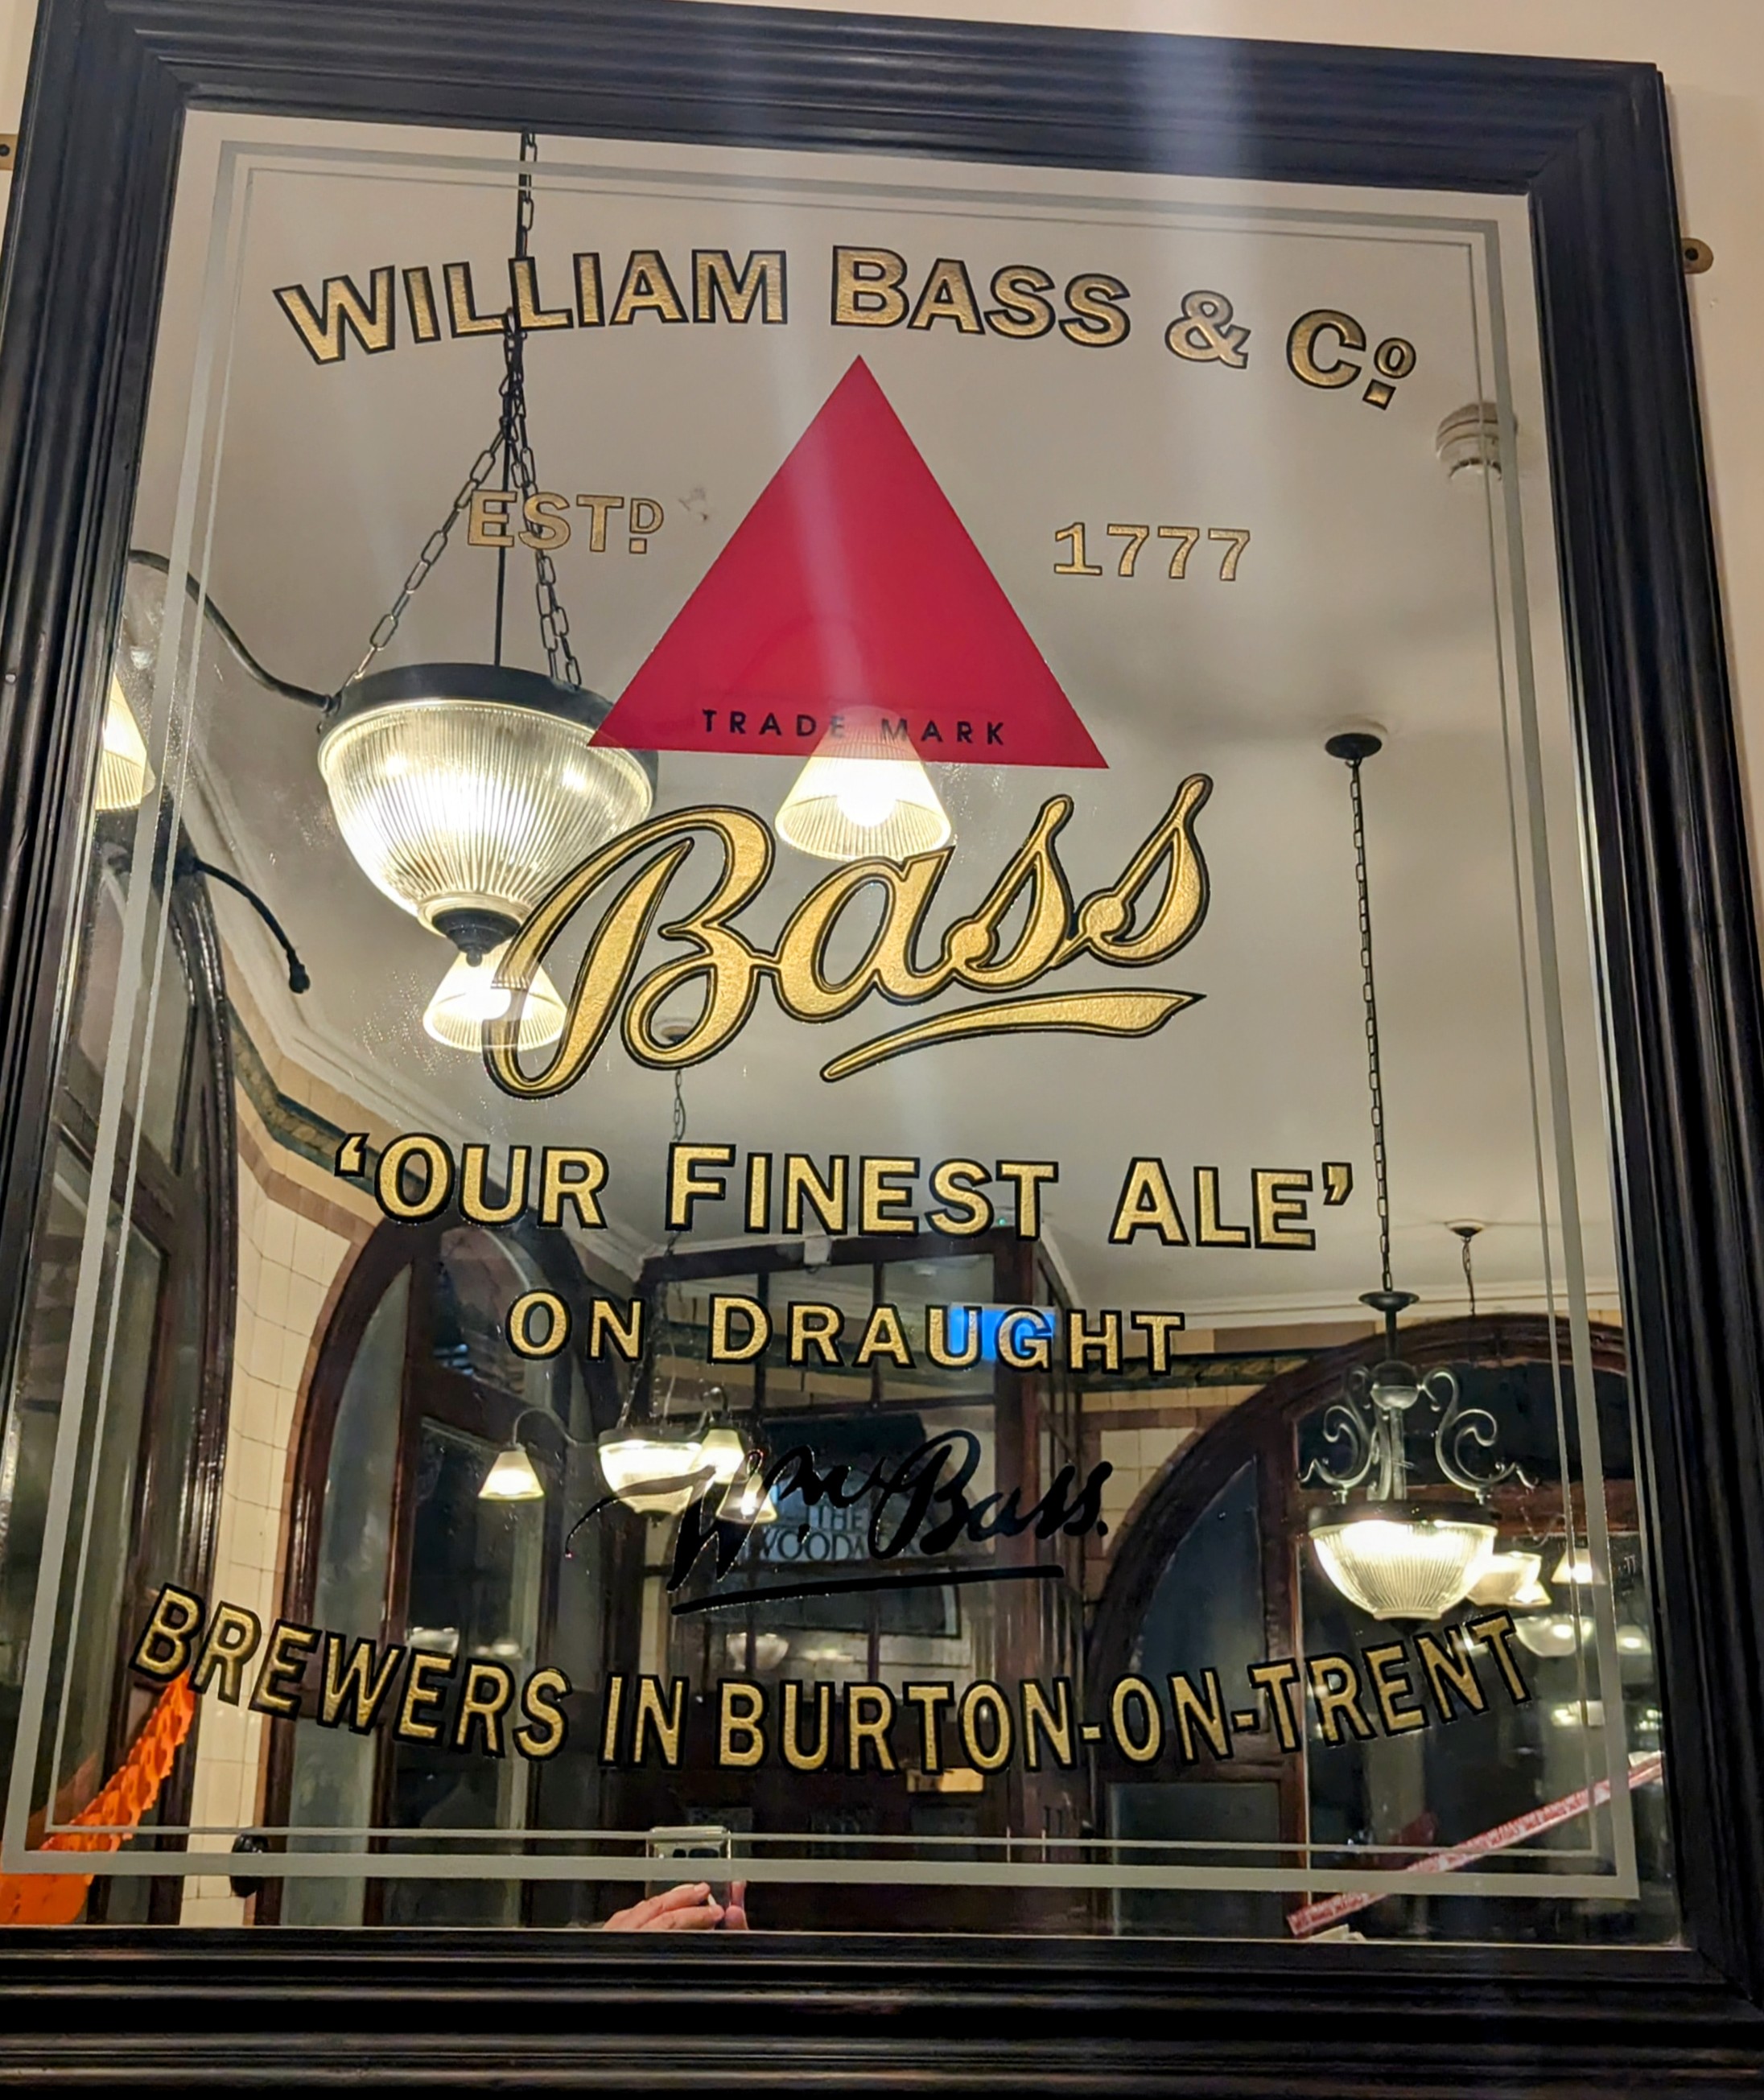 WILLIAM BASS & Cº
ESTᴰ 1777
TRADE MARK
Bass
‘OUR FINEST ALE’
ON DRAUGHT
Wm Bass.
THE
BREWERS IN BURTON-ON-TRENT